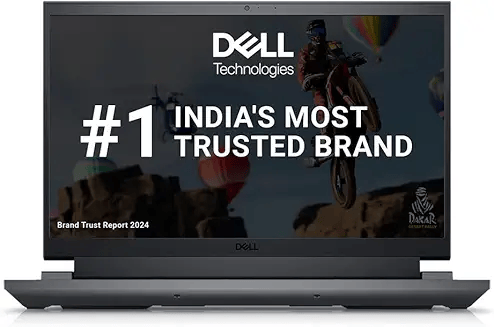 DELL
Technologies
#1 INDIA'S MOST
TRUSTED BRAND
Brand Trust Report 2024
DAKAR
DELL